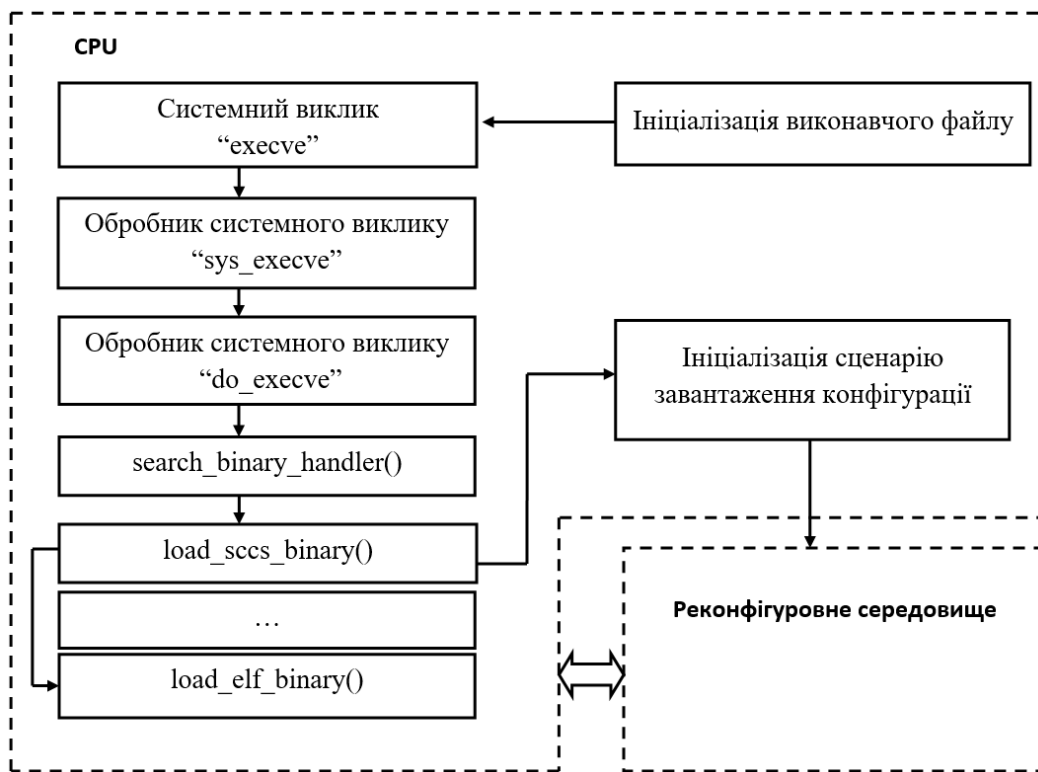 CPU
Системний виклик
“execve”
Ініціалізація виконавчого файлу
Обробник системного виклику
“sys_execve”
Обробник системного виклику
“do_execve”
Ініціалізація сценарію
завантаження конфігурації
search_binary_handler()
load_sccs_binary()
…
load_elf_binary()
Реконфігуровне середовище